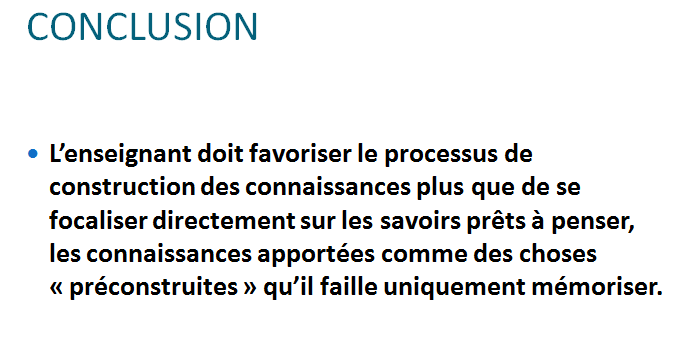 CONCLUSION
• L’enseignant doit favoriser le processus de
construction des connaissances plus que de se
focaliser directement sur les savoirs prêts à penser,
les connaissances apportées comme des choses
« préconstruites » qu’il faille uniquement mémoriser.